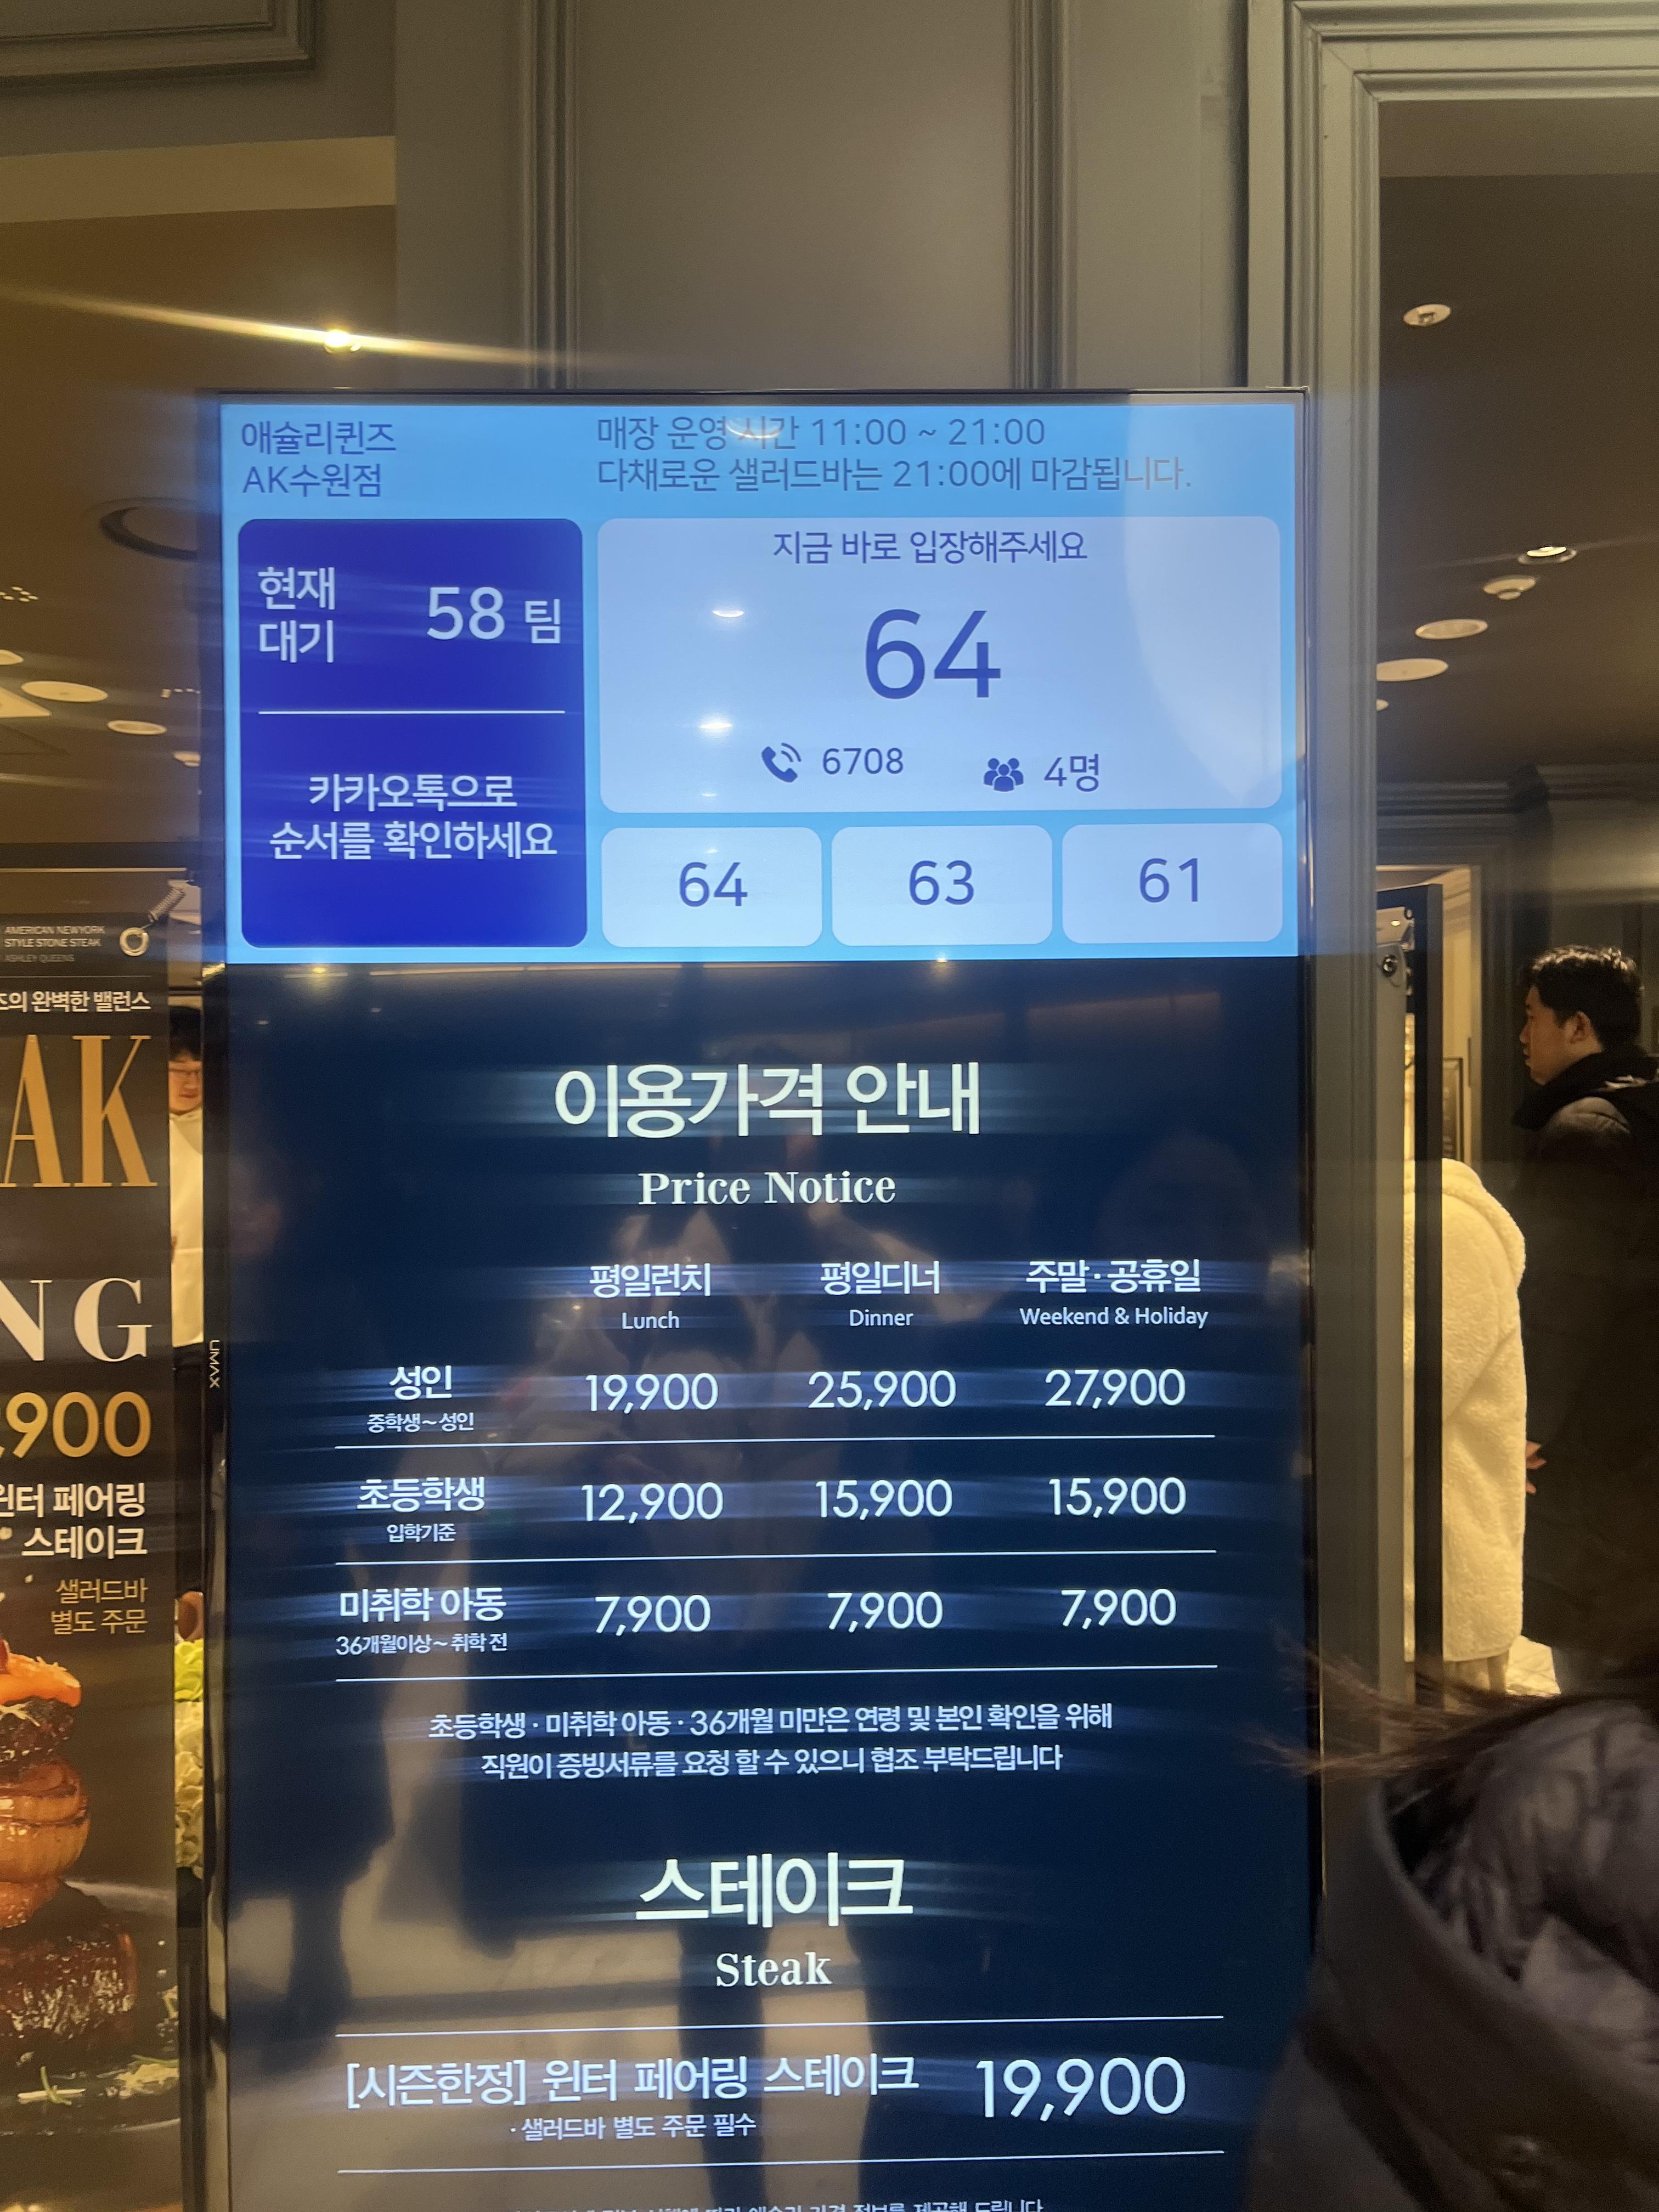 애슐리퀸즈
AK수원점
매장 운영 시간 11:00 ~ 21:00
다채로운 샐러드바는 21:00에 마감됩니다.
현재
대기
58 팀
카카오톡으로
순서를 확인하세요
지금 바로 입장해주세요
64
6708 4명
64 63 61
AMERICAN NEWYORK
STYLE STONE STEAK
ASHLEY QUEENS
완벽한 밸런스
AK
NG
,900
윈터 페어링
스테이크
샐러드바
별도 주문
UMAX
이용가격 안내
Price Notice
평일런치 평일디너 주말·공휴일
Lunch Dinner Weekend & Holiday
성인 19,900 25,900 27,900
중학생~성인
초등학생 12,900 15,900 15,900
입학기준
미취학 아동 7,900 7,900 7,900
36개월이상~취학 전
초등학생·미취학 아동·36개월 미만은 연령 및 본인 확인을 위해
직원이 증빙서류를 요청 할 수 있으니 협조 부탁드립니다
스테이크
Steak
[시즌한정] 윈터 페어링 스테이크 19,900
·샐러드바 별도 주문 필수